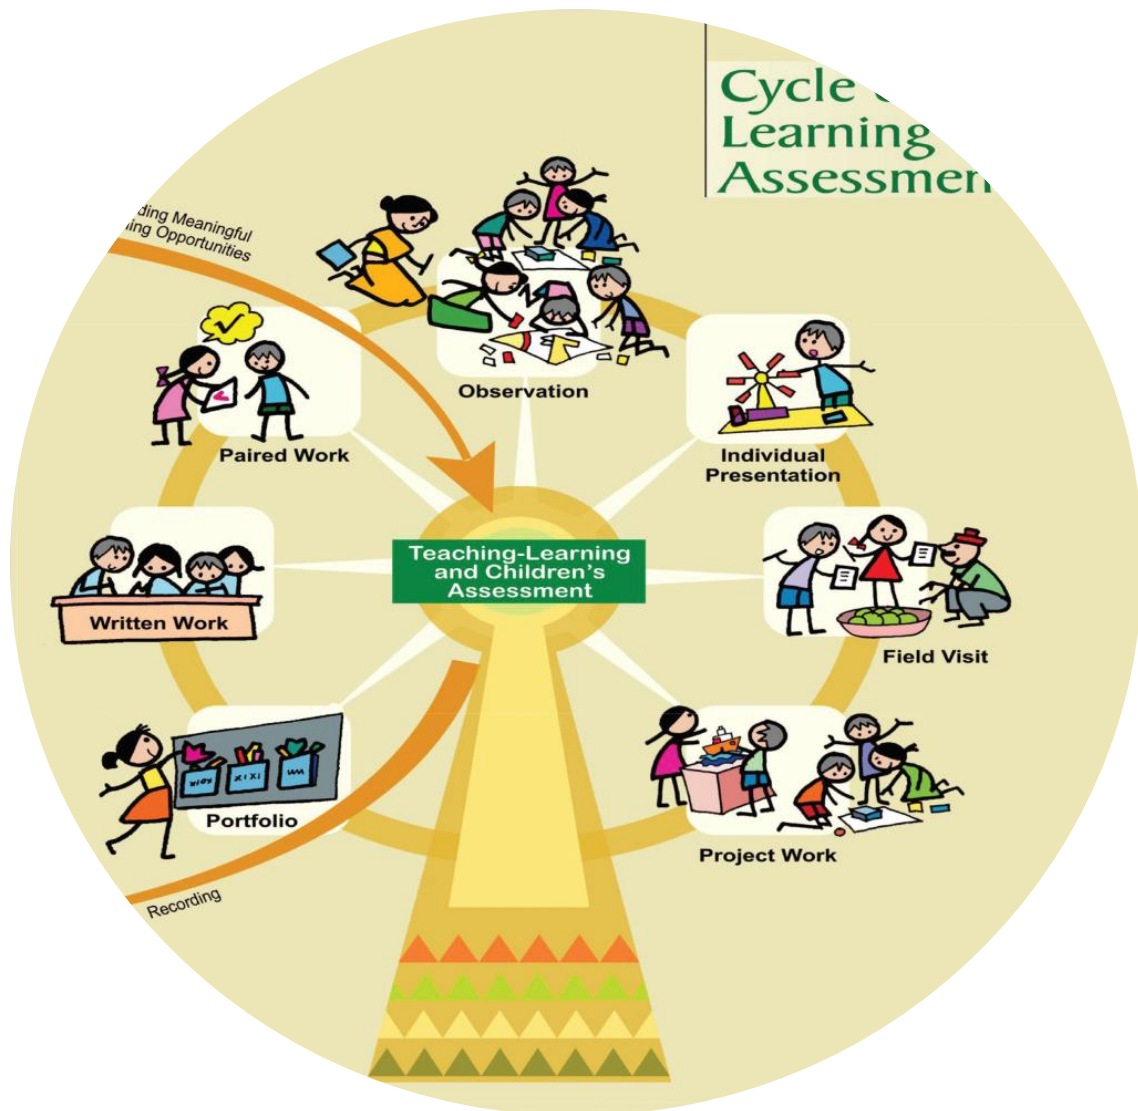 Cycle
Learning
Assessmen
ding Meaningful
ing Opportunities
Observation
Paired Work
Individual
Presentation
Teaching-Learning
and Children's
Assessment
Written Work
Field Visit
Portfolio
Project Work
Recording